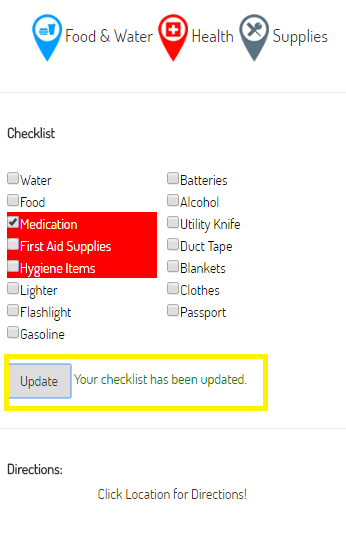 Food & Water Health Supplies
Checklist
Water
Food
Medication
First Aid Supplies
Hygiene Items
Lighter
Flashlight
Gasoline
Batteries
Alcohol
Utility Knife
Duct Tape
Blankets
Clothes
Passport
Update Your checklist has been updated.
Directions:
Click Location for Directions!